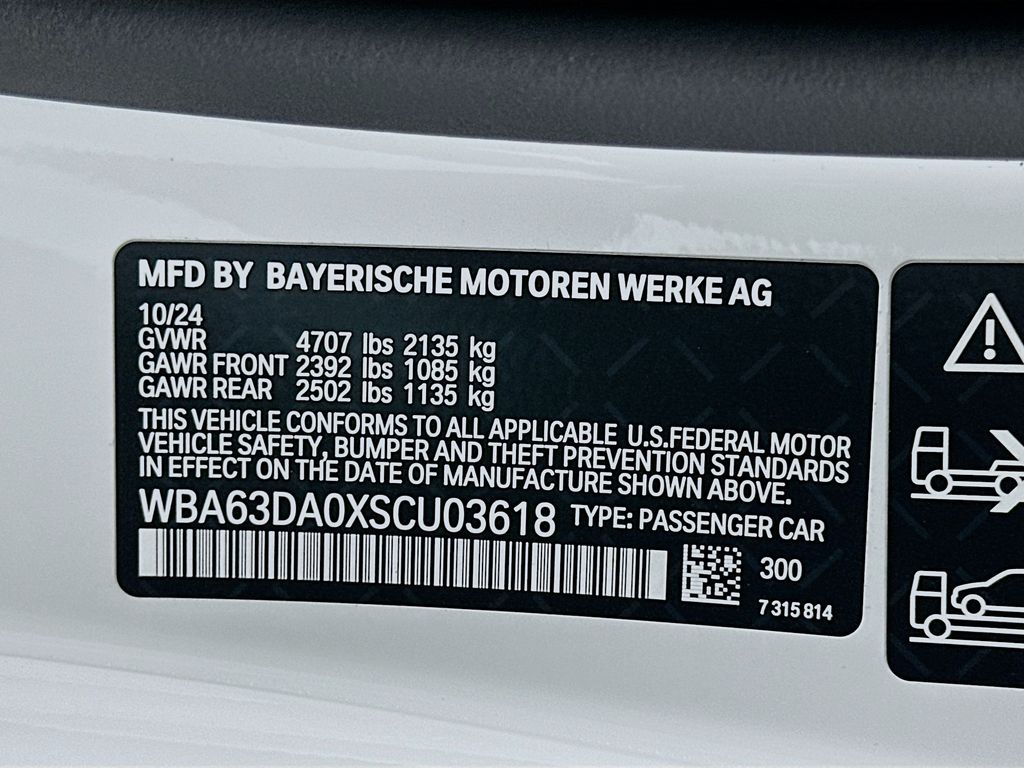 MFD BY BAYERISCHE MOTOREN WERKE AG
10/24
GVWR 4707 lbs 2135 kg
GAWR FRONT 2392 lbs 1085 kg
GAWR REAR 2502 lbs 1135 kg
THIS VEHICLE CONFORMS TO ALL APPLICABLE U.S.FEDERAL MOTOR
VEHICLE SAFETY, BUMPER AND THEFT PREVENTION STANDARDS
IN EFFECT ON THE DATE OF MANUFACTURE SHOWN ABOVE.
WBA63DA0XSCU03618 TYPE: PASSENGER CAR
300
7 315 814